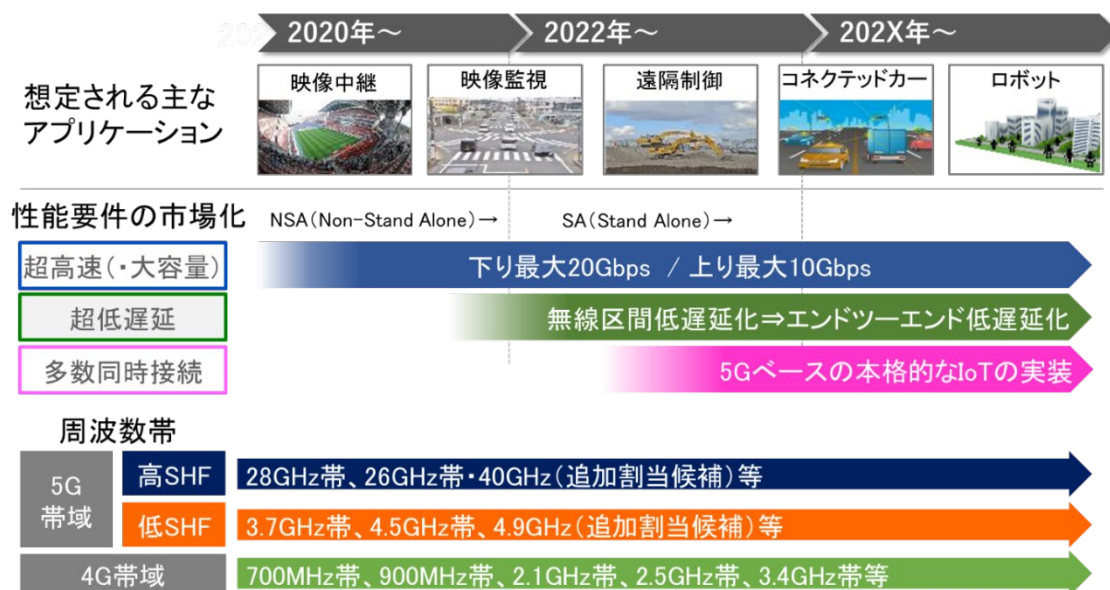 2020年～
2022年～
202X年～
想定される主な
アプリケーション
映像中継
映像監視
遠隔制御
コネクテッドカー
ロボット
性能要件の市場化
NSA(Non-Stand Alone)→
SA(Stand Alone)→
超高速(・大容量)
下り最大20Gbps / 上り最大10Gbps
超低遅延
無線区間低遅延化⇒エンドツーエンド低遅延化
多数同時接続
5Gベースの本格的なIoTの実装
周波数帯
5G
帯域
高SHF
28GHz帯、26GHz帯・40GHz(追加割当候補)等
低SHF
3.7GHz帯、4.5GHz帯、4.9GHz(追加割当候補)等
4G帯域
700MHz帯、900MHz帯、2.1GHz帯、2.5GHz帯、3.4GHz帯等